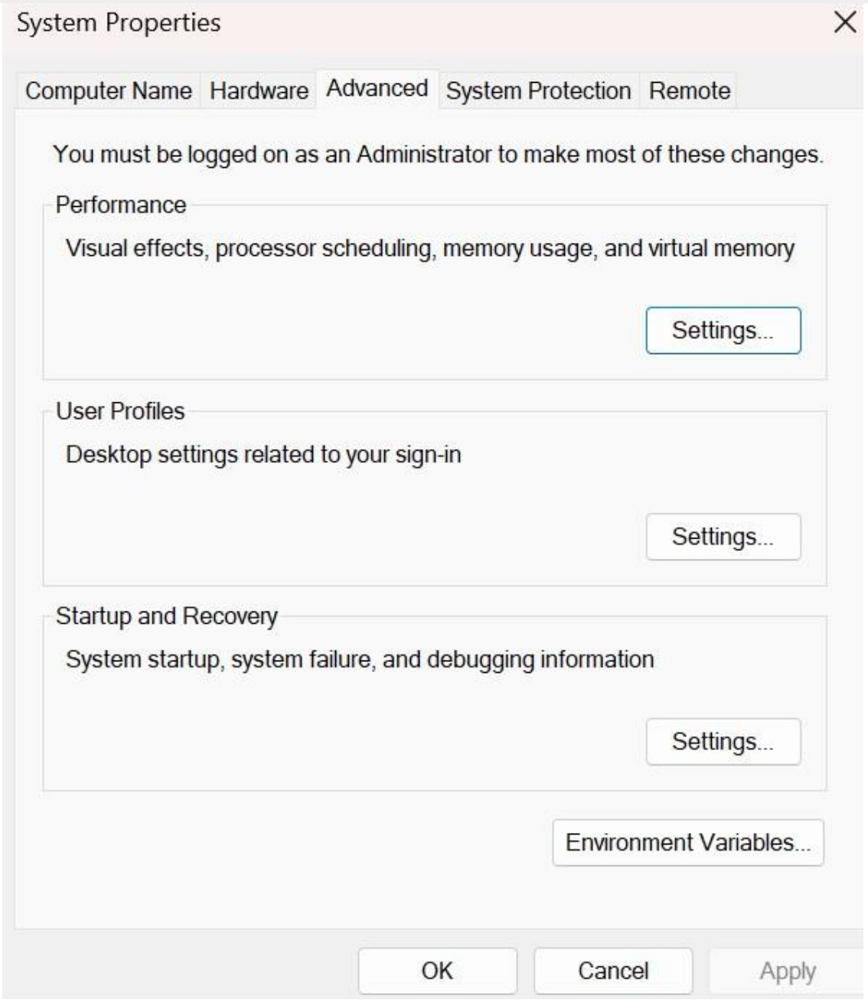 System Properties
Computer Name Hardware Advanced System Protection Remote
You must be logged on as an Administrator to make most of these changes.
Performance
Visual effects, processor scheduling, memory usage, and virtual memory
Settings...
User Profiles
Desktop settings related to your sign-in
Settings...
Startup and Recovery
System startup, system failure, and debugging information
Settings...
Environment Variables...
OK Cancel Apply